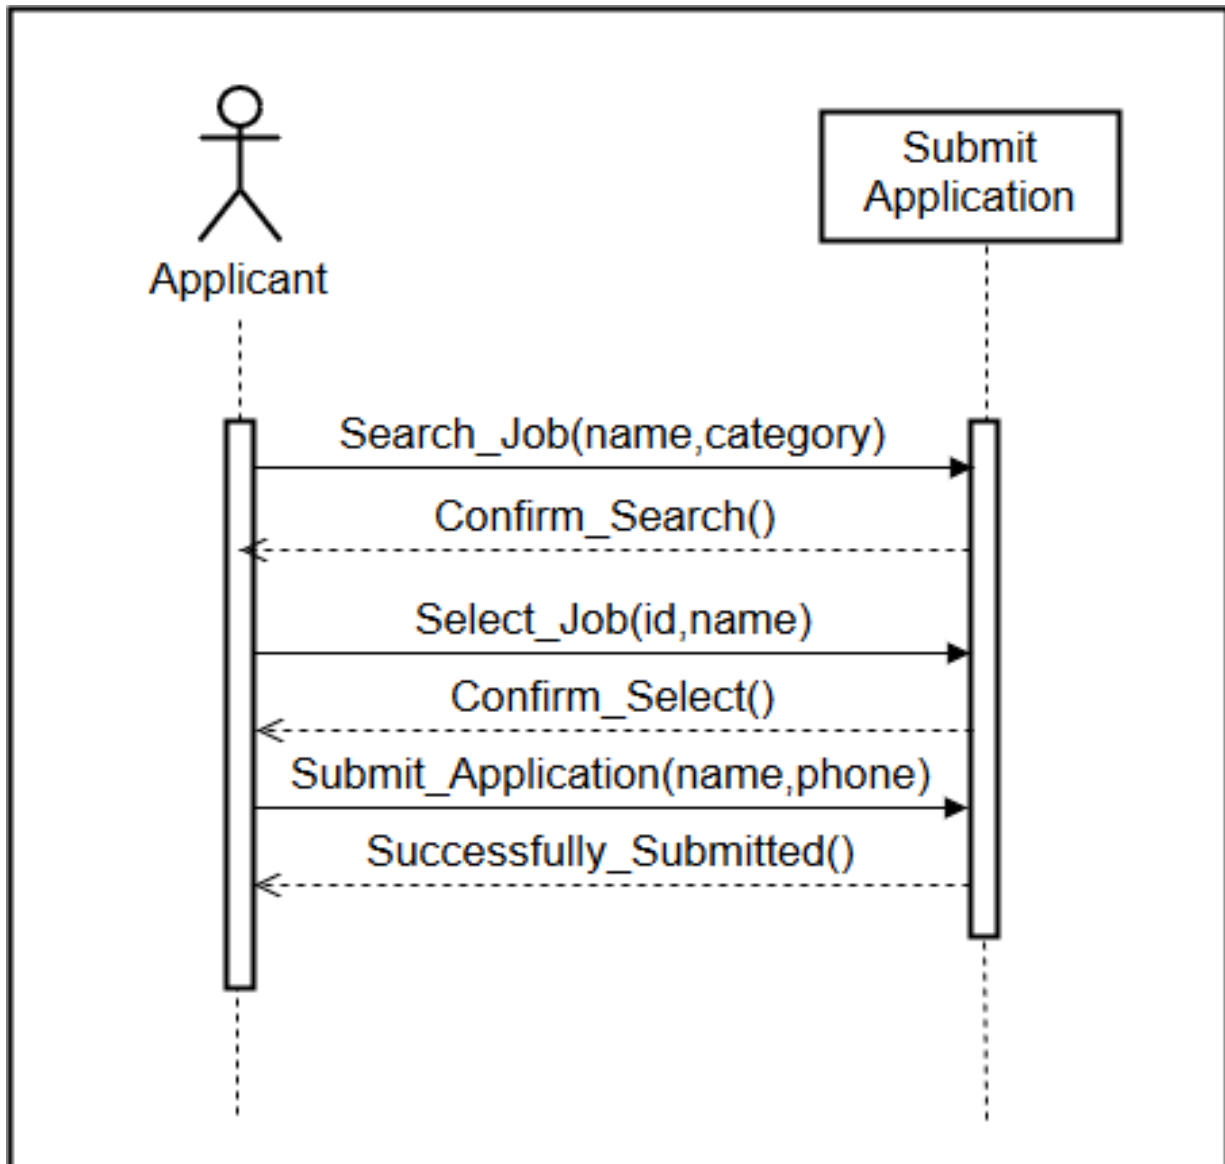 Submit
Application
Applicant
Search_Job(name,category)
Confirm_Search()
Select_Job(id,name)
Confirm_Select()
Submit_Application(name,phone)
Successfully_Submitted()